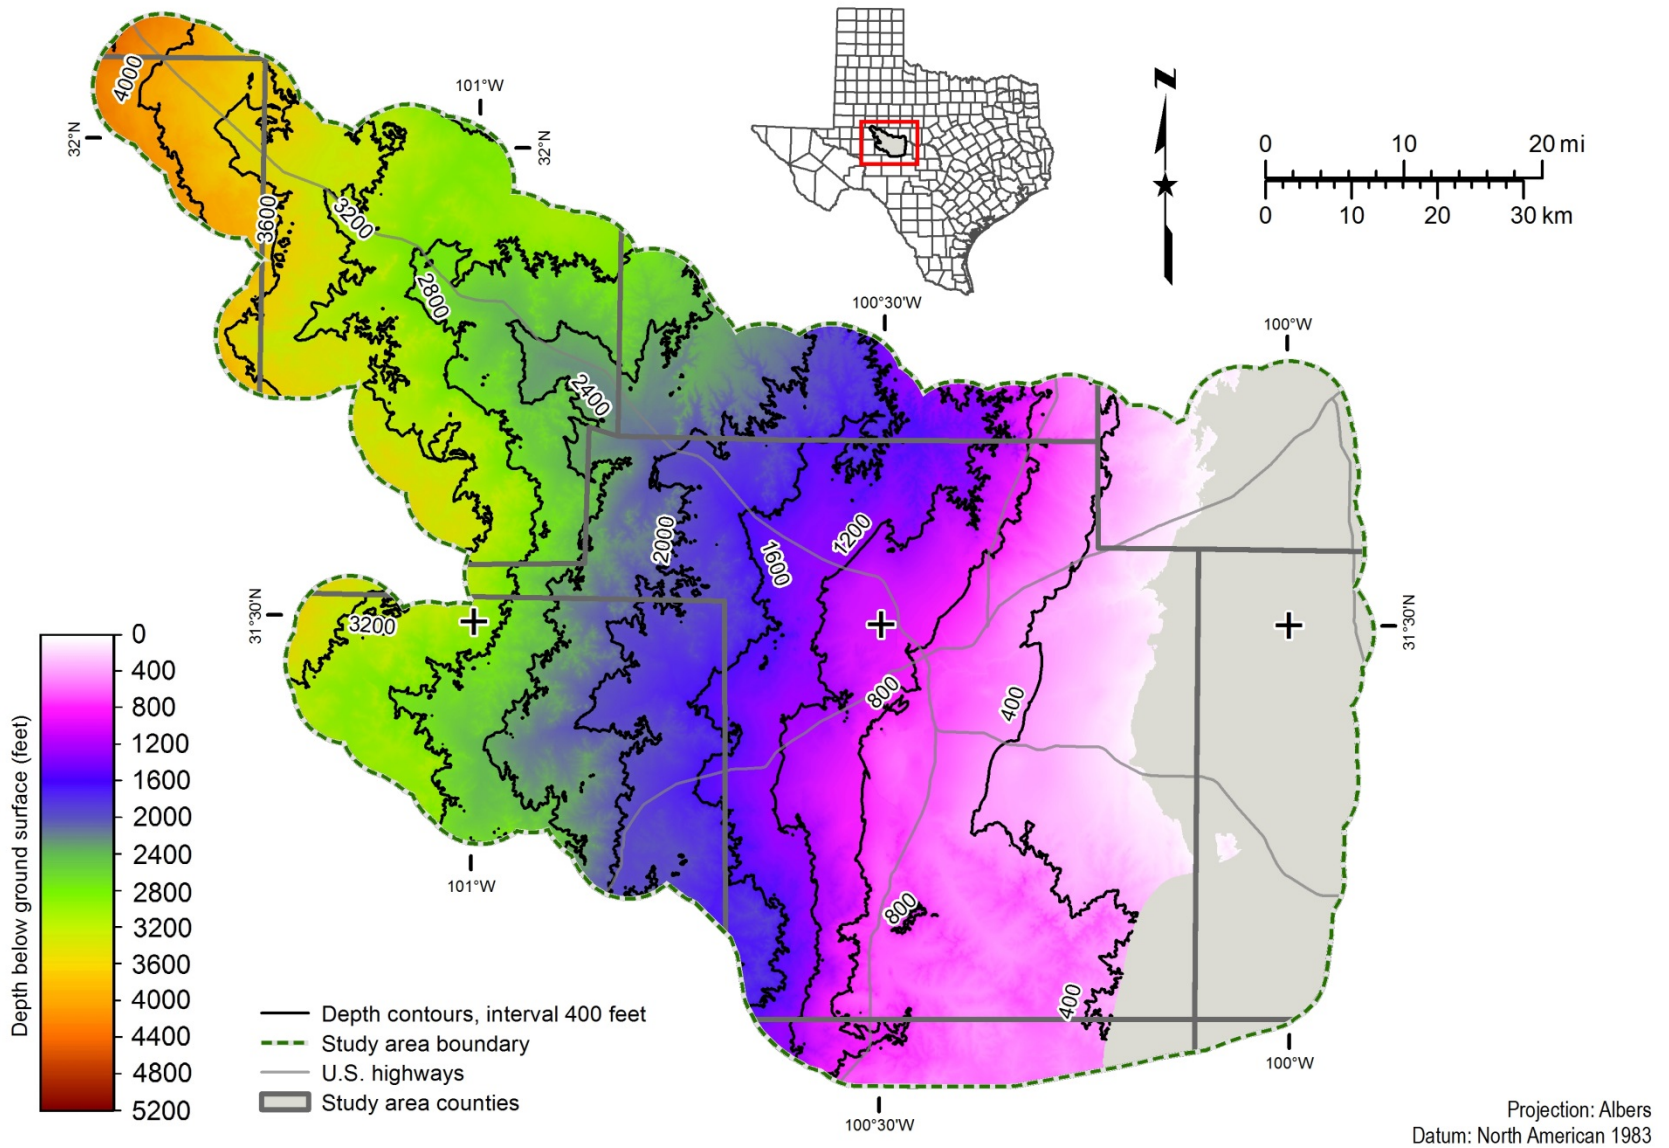 101°W
32°N
32°N
4000
3600
3200
2800
2400
100°30'W
100°W
Z
0 10 20 mi
0 10 20 30 km
2000
1600
1200
800
400
3200
31°30'N
31°30'N
800
400
101°W
100°W
100°30'W
Depth below ground surface (feet)
0
400
800
1200
1600
2000
2400
2800
3200
3600
4000
4400
4800
5200
Depth contours, interval 400 feet
Study area boundary
U.S. highways
Study area counties
Projection: Albers
Datum: North American 1983